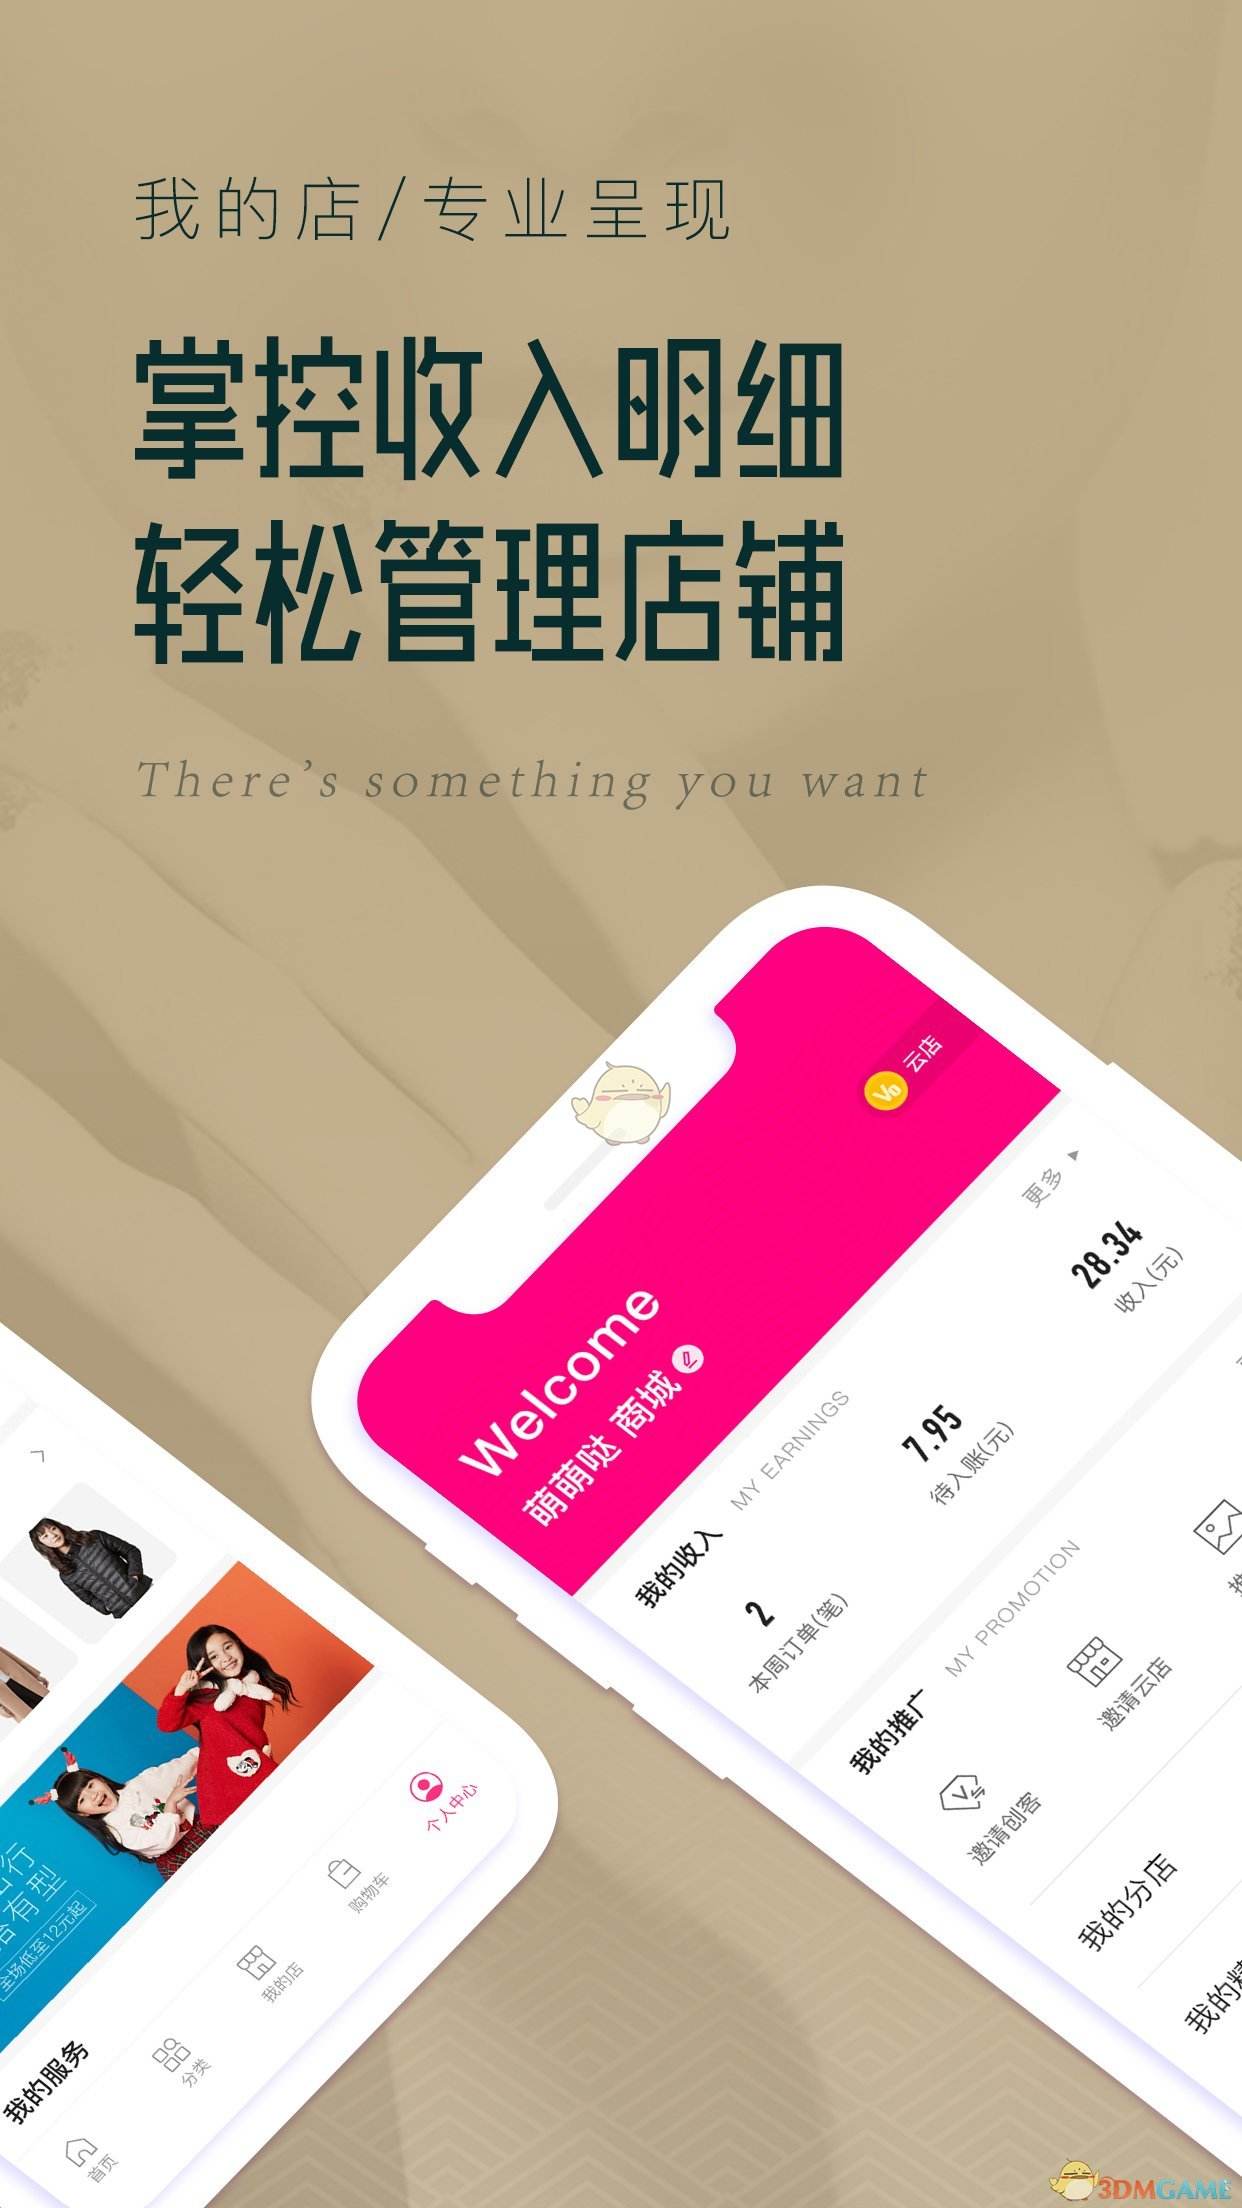 我的店/专业呈现
掌控收入明细
轻松管理店铺
There's something you want
V0 云店
Welcome
萌萌哒 商城
我的收入 MY EARNINGS
更多
2
本周订单(笔)
7.95
待入账(元)
28.34
收入(元)
我的推广 MY PROMOTION
邀请创客
邀请云店
我的分店
我的精
出行
有型
全场低至12元起
我的服务
首页
分类
我的店
购物车
个人中心
3DMGAME